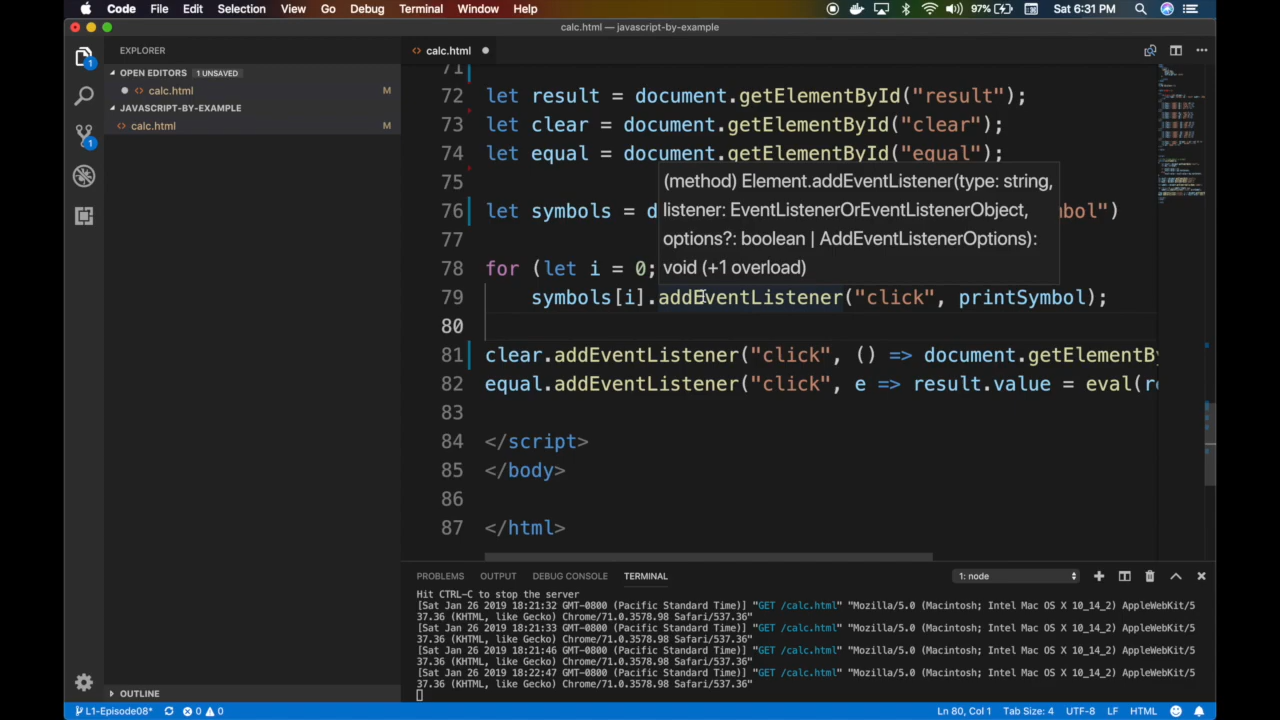 Code File Edit Selection View Go Debug Terminal Window Help 97% Sat 6:31 PM
calc.html — javascript-by-example
EXPLORER
OPEN EDITORS 1 UNSAVED
calc.html M
JAVASCRIPT-BY-EXAMPLE
calc.html M
OUTLINE
1
1
calc.html
71
72 let result = document.getElementById("result");
73 let clear = document.getElementById("clear");
74 let equal = document.getElementById("equal");
75
(method) Element.addEventListener(type: string,
listener: EventListenerOrEventListenerObject,
options?: boolean | AddEventListenerOptions):
void (+1 overload)
76 let symbols = d bol")
77
78 for (let i = 0;
79 symbols[i].addEventListener("click", printSymbol);
80
81 clear.addEventListener("click", () => document.getElementB
82 equal.addEventListener("click", e => result.value = eval(re
83
84 </script>
85 </body>
86
87 </html>
PROBLEMS OUTPUT DEBUG CONSOLE TERMINAL 1: node
Hit CTRL-C to stop the server
[Sat Jan 26 2019 18:21:32 GMT-0800 (Pacific Standard Time)] "GET /calc.html" "Mozilla/5.0 (Macintosh; Intel Mac OS X 10_14_2) AppleWebKit/5
37.36 (KHTML, like Gecko) Chrome/71.0.3578.98 Safari/537.36"
[Sat Jan 26 2019 18:21:33 GMT-0800 (Pacific Standard Time)] "GET /calc.html" "Mozilla/5.0 (Macintosh; Intel Mac OS X 10_14_2) AppleWebKit/5
37.36 (KHTML, like Gecko) Chrome/71.0.3578.98 Safari/537.36"
[Sat Jan 26 2019 18:21:46 GMT-0800 (Pacific Standard Time)] "GET /calc.html" "Mozilla/5.0 (Macintosh; Intel Mac OS X 10_14_2) AppleWebKit/5
37.36 (KHTML, like Gecko) Chrome/71.0.3578.98 Safari/537.36"
[Sat Jan 26 2019 18:22:47 GMT-0800 (Pacific Standard Time)] "GET /calc.html" "Mozilla/5.0 (Macintosh; Intel Mac OS X 10_14_2) AppleWebKit/5
37.36 (KHTML, like Gecko) Chrome/71.0.3578.98 Safari/537.36"
L1-Episode08* 0 0 Ln 80, Col 1 Tab Size: 4 UTF-8 LF HTML